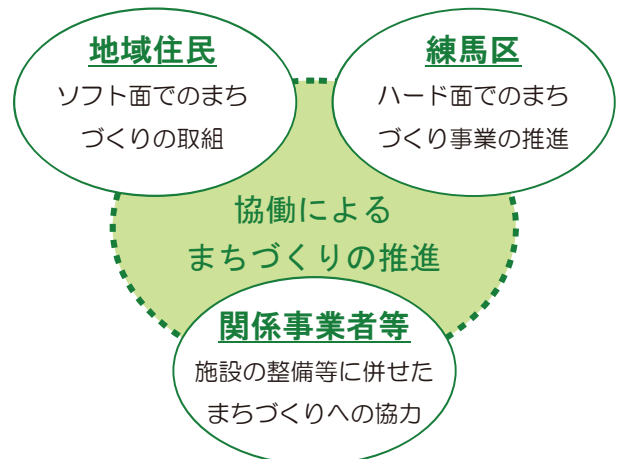 地域住民
ソフト面でのまち
づくりの取組
練馬区
ハード面でのまち
づくり事業の推進
協働による
まちづくりの推進
関係事業者等
施設の整備等に併せた
まちづくりへの協力